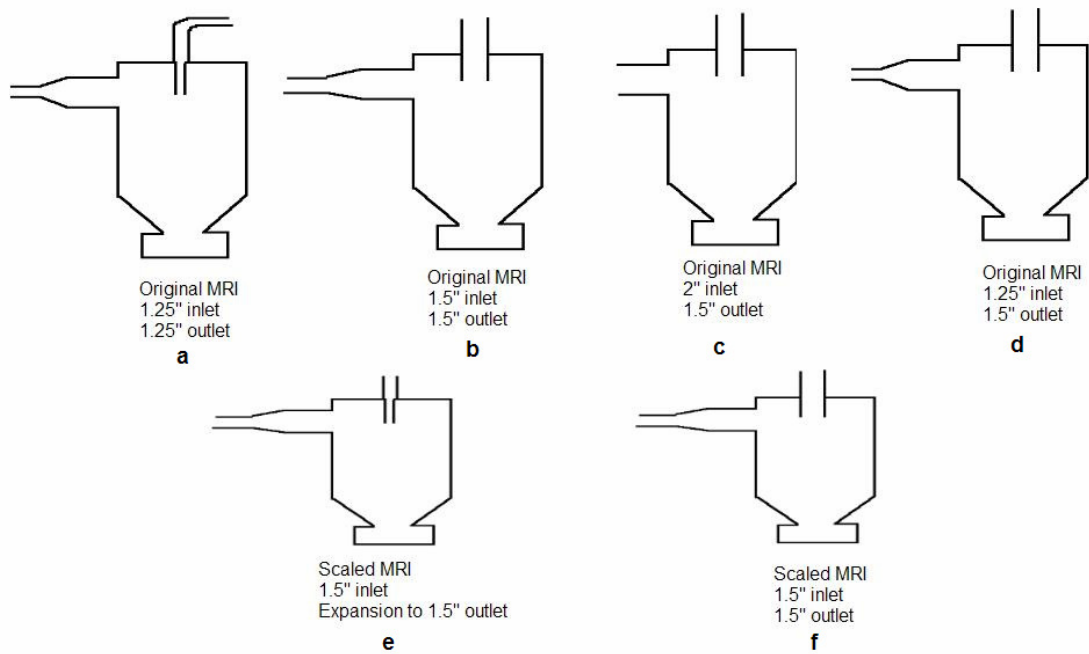 Original MRI
1.25" inlet
1.25" outlet
a
Original MRI
1.5" inlet
1.5" outlet
b
Original MRI
2" inlet
1.5" outlet
c
Original MRI
1.25" inlet
1.5" outlet
d
Scaled MRI
1.5" inlet
Expansion to 1.5" outlet
e
Scaled MRI
1.5" inlet
1.5" outlet
f